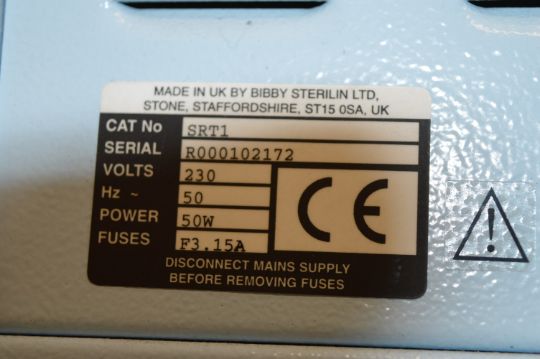 MADE IN UK BY BIBBY STERILIN LTD,
STONE, STAFFORDSHIRE, ST15 0SA, UK
CAT No SRT1
SERIAL R000102172
VOLTS 230
Hz ~ 50
POWER 50W
FUSES F3.15A
CE
DISCONNECT MAINS SUPPLY
BEFORE REMOVING FUSES